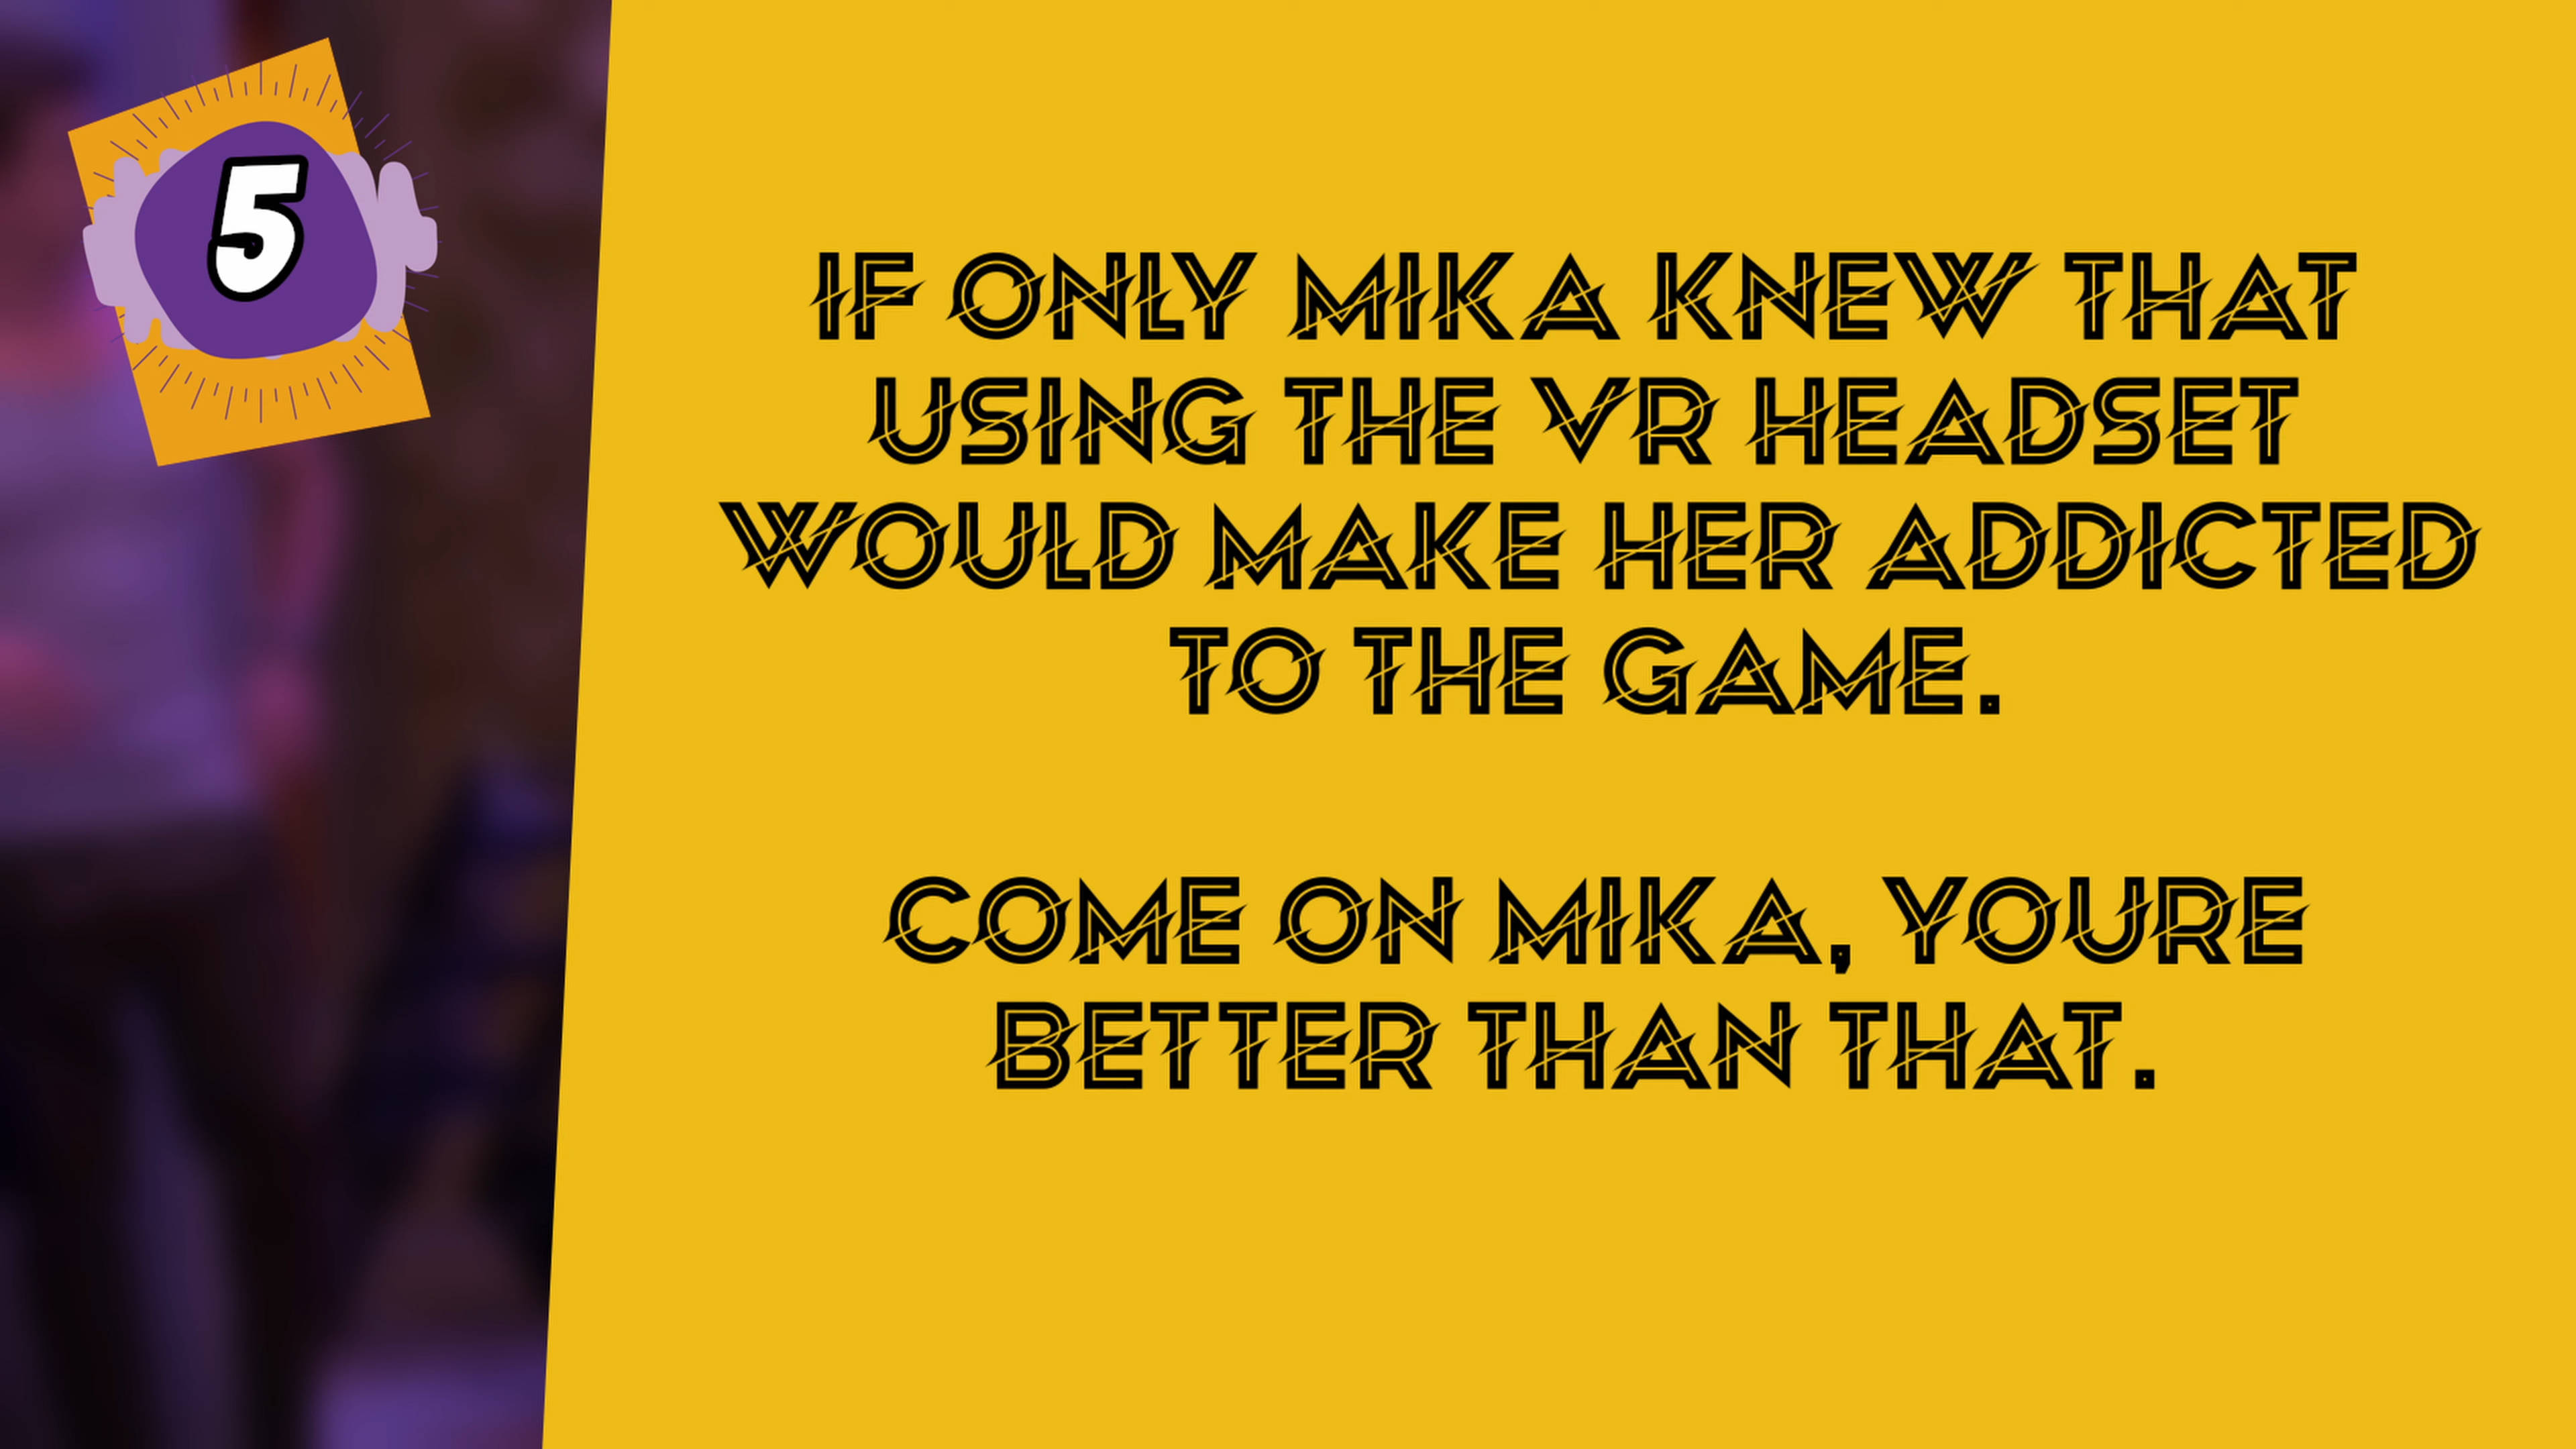 5
IF ONLY MIKA KNEW THAT
USING THE VR HEADSET
WOULD MAKE HER ADDICTED
TO THE GAME.
COME ON MIKA, YOURE
BETTER THAN THAT.